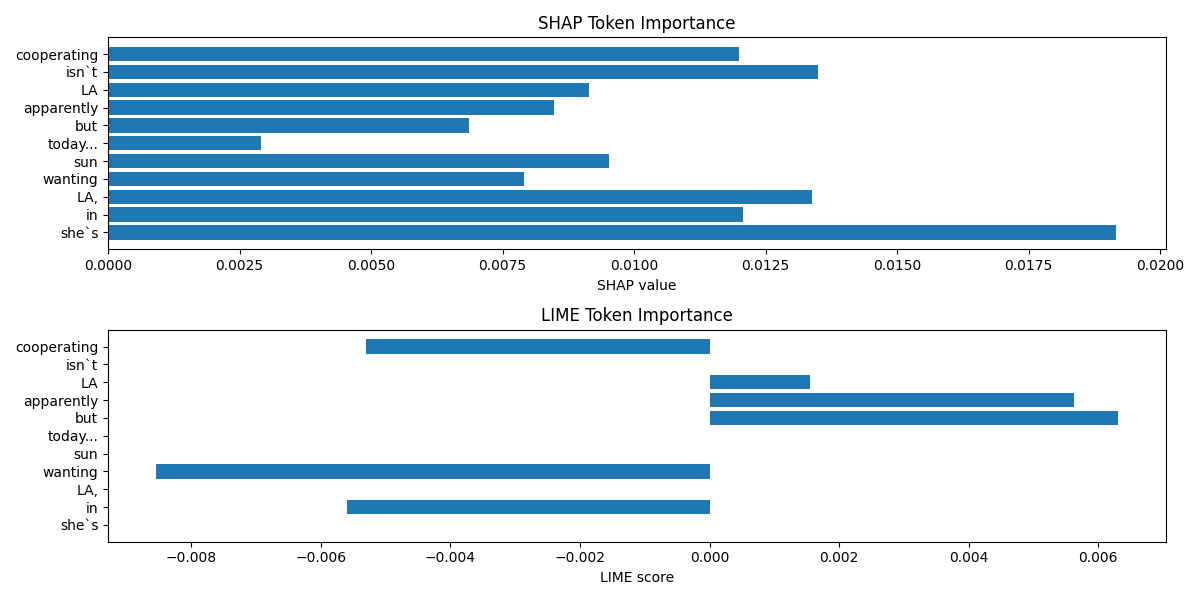 SHAP Token Importance
cooperating
isn`t
LA
apparently
but
today...
sun
wanting
LA,
in
she`s
0.0000 0.0025 0.0050 0.0075 0.0100 0.0125 0.0150 0.0175 0.0200
SHAP value
LIME Token Importance
cooperating
isn`t
LA
apparently
but
today...
sun
wanting
LA,
in
she`s
−0.008 −0.006 −0.004 −0.002 0.000 0.002 0.004 0.006
LIME score